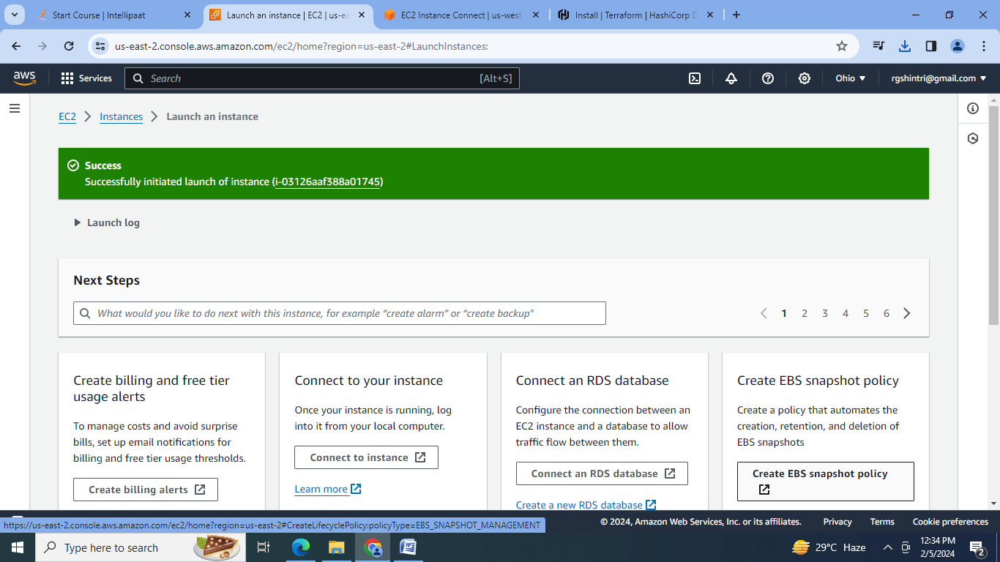 Start Course | Intellipaat
Launch an instance | EC2 | us-ea
EC2 Instance Connect | us-west
Install | Terraform | HashiCorp D
us-east-2.console.aws.amazon.com/ec2/home?region=us-east-2#LaunchInstances:
aws
Services
Search
[Alt+S]
Ohio
rgshintri@gmail.com
EC2
Instances
Launch an instance
Success
Successfully initiated launch of instance (i-03126aaf388a01745)
Launch log
Next Steps
What would you like to do next with this instance, for example “create alarm” or “create backup”
1 2 3 4 5 6
Create billing and free tier
usage alerts
To manage costs and avoid surprise
bills, set up email notifications for
billing and free tier usage thresholds.
Create billing alerts
Connect to your instance
Once your instance is running, log
into it from your local computer.
Connect to instance
Learn more
Connect an RDS database
Configure the connection between an
EC2 instance and a database to allow
traffic flow between them.
Connect an RDS database
Create a new RDS database
Create EBS snapshot policy
Create a policy that automates the
creation, retention, and deletion of
EBS snapshots
Create EBS snapshot policy
https://us-east-2.console.aws.amazon.com/ec2/home?region=us-east-2#CreateLifecyclePolicy:policyType=EBS_SNAPSHOT_MANAGEMENT
© 2024, Amazon Web Services, Inc. or its affiliates.
Privacy
Terms
Cookie preferences
Type here to search
29°C Haze
12:34 PM
2/5/2024
2